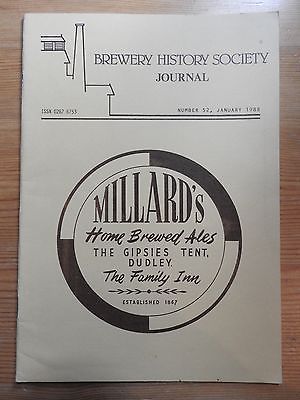 BREWERY HISTORY SOCIETY
JOURNAL
ISSN 0267-8753
NUMBER 52, JANUARY 1988
MILLARD'S
Home Brewed Ales
THE GIPSIES TENT,
DUDLEY.
The Family Inn
ESTABLISHED 1867